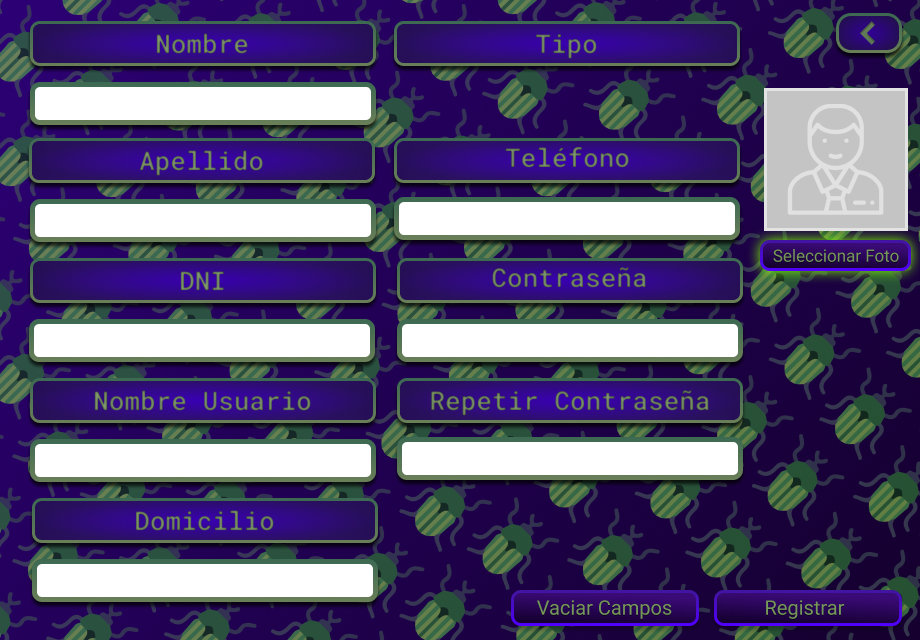 Nombre
Tipo
Apellido
Teléfono
Seleccionar Foto
DNI
Contraseña
Nombre Usuario
Repetir Contraseña
Domicilio
Vaciar Campos
Registrar